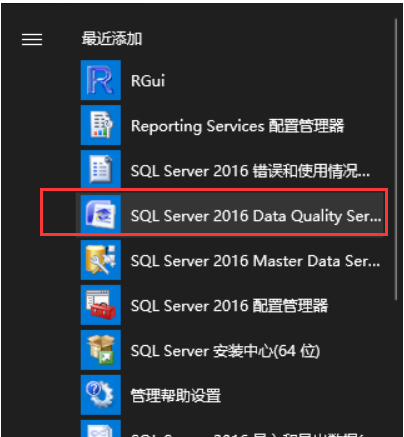 最近添加
RGui
Reporting Services 配置管理器
SQL Server 2016 错误和使用情况...
SQL Server 2016 Data Quality Ser...
SQL Server 2016 Master Data Ser...
SQL Server 2016 配置管理器
SQL Server 安装中心(64 位)
管理帮助设置